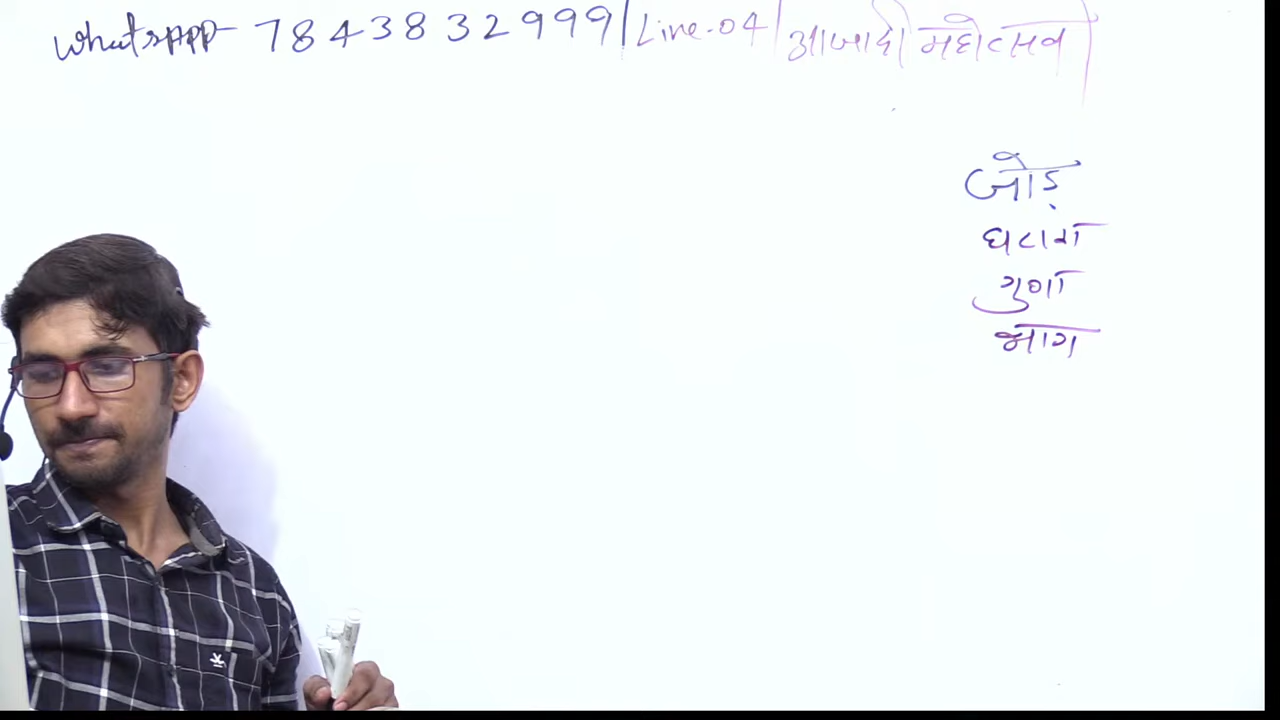 Whatsapp - 7843832999 | Line-04 | आजादी महोत्सव
जोड़
घटाना
गुणा
भाग